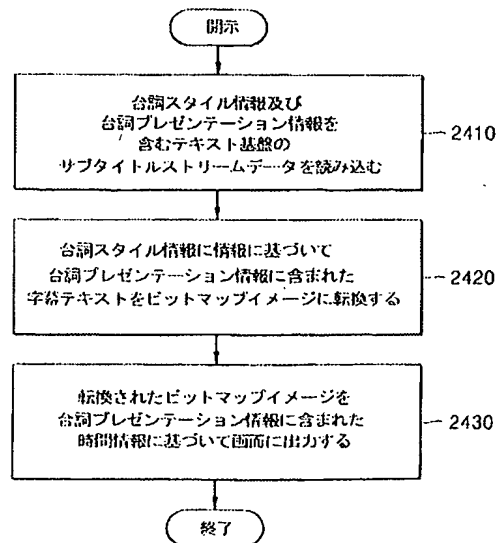 開示
台詞スタイル情報及び
台詞プレゼンテーション情報を
含むテキスト基盤の
サブタイトルストリームデータを読み込む
2410
台詞スタイル情報に情報に基づいて
台詞プレゼンテーション情報に含まれた
字幕テキストをビットマップイメージに転換する
2420
転換されたビットマップイメージを
台詞プレゼンテーション情報に含まれた
時間情報に基づいて画面に出力する
2430
終了